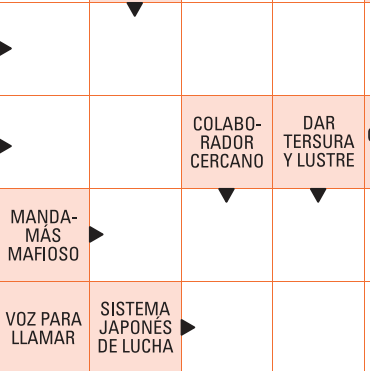 COLABO-
RADOR
CERCANO
DAR
TERSURA
Y LUSTRE
MANDA-
MÁS
MAFIOSO
VOZ PARA
LLAMAR
SISTEMA
JAPONÉS
DE LUCHA